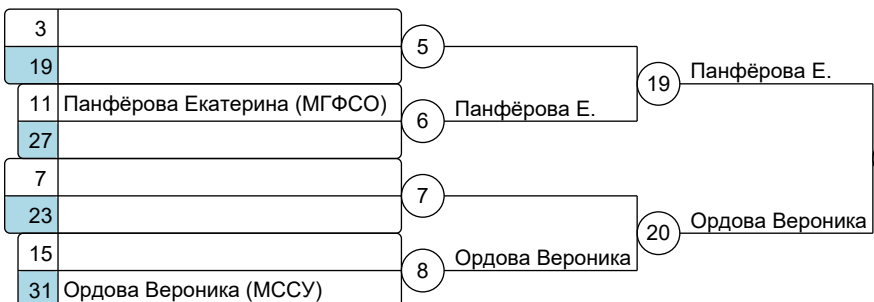 3
19
5
11 Панфёрова Екатерина (МГФСО)
27
6
Панфёрова Е.
19
Панфёрова Е.
7
23
7
15
31 Ордова Вероника (МССУ)
8
Ордова Вероника
20
Ордова Вероника